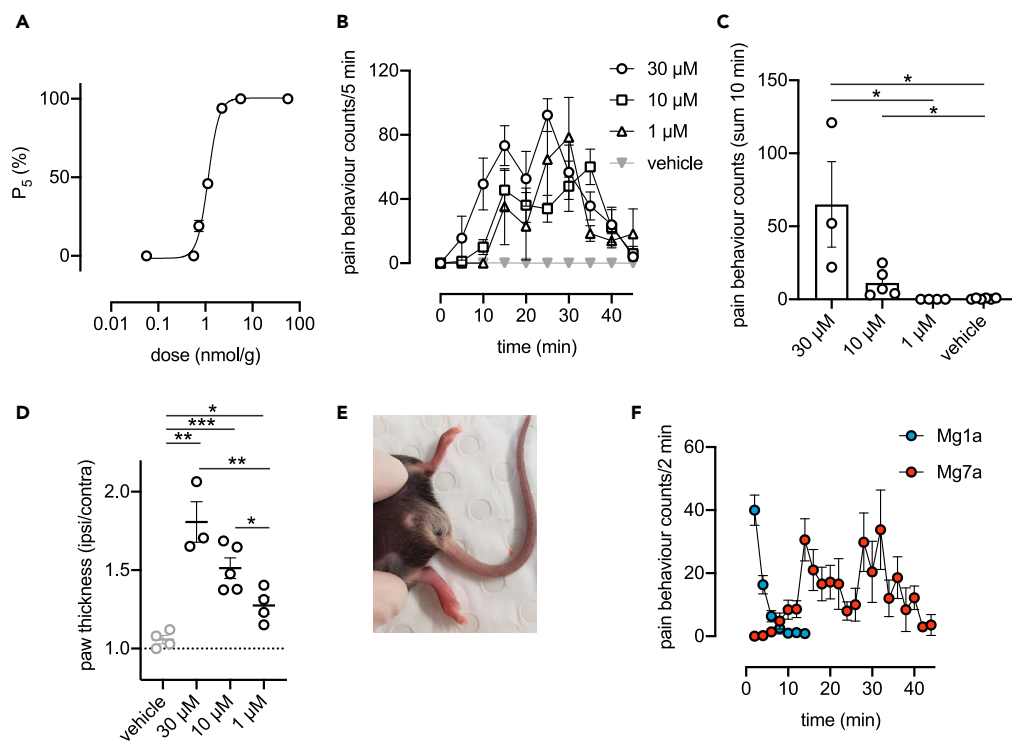 A
P5 (%)
100
50
0
0.01 0.1 1 10 100
dose (nmol/g)
B
pain behaviour counts/5 min
120
80
40
0
0 10 20 30 40
time (min)
30 μM
10 μM
1 μM
vehicle
C
pain behaviour counts (sum 10 min)
150
100
50
0
*
*
*
30 μM 10 μM 1 μM vehicle
D
paw thickness (ipsi/contra)
*
***
**
**
*
2.0
1.5
1.0
vehicle 30 μM 10 μM 1 μM
E
F
pain behaviour counts/2 min
60
40
20
0
0 10 20 30 40
time (min)
Mg1a
Mg7a